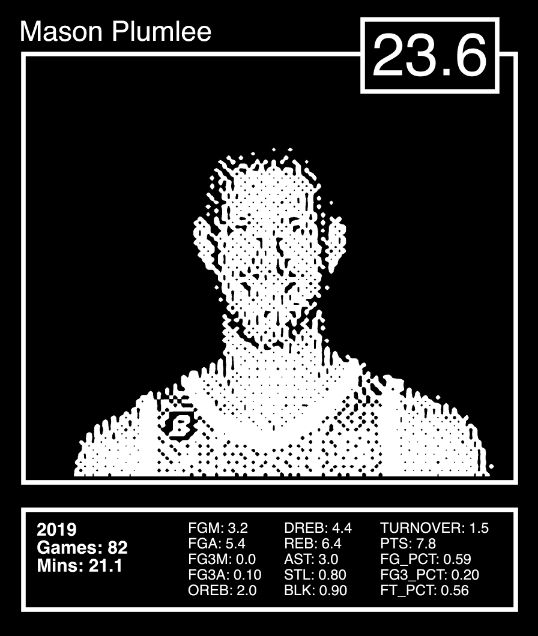 Mason Plumlee
23.6
2019
Games: 82
Mins: 21.1
FGM: 3.2
FGA: 5.4
FG3M: 0.0
FG3A: 0.10
OREB: 2.0
DREB: 4.4
REB: 6.4
AST: 3.0
STL: 0.80
BLK: 0.90
TURNOVER: 1.5
PTS: 7.8
FG_PCT: 0.59
FG3_PCT: 0.20
FT_PCT: 0.56